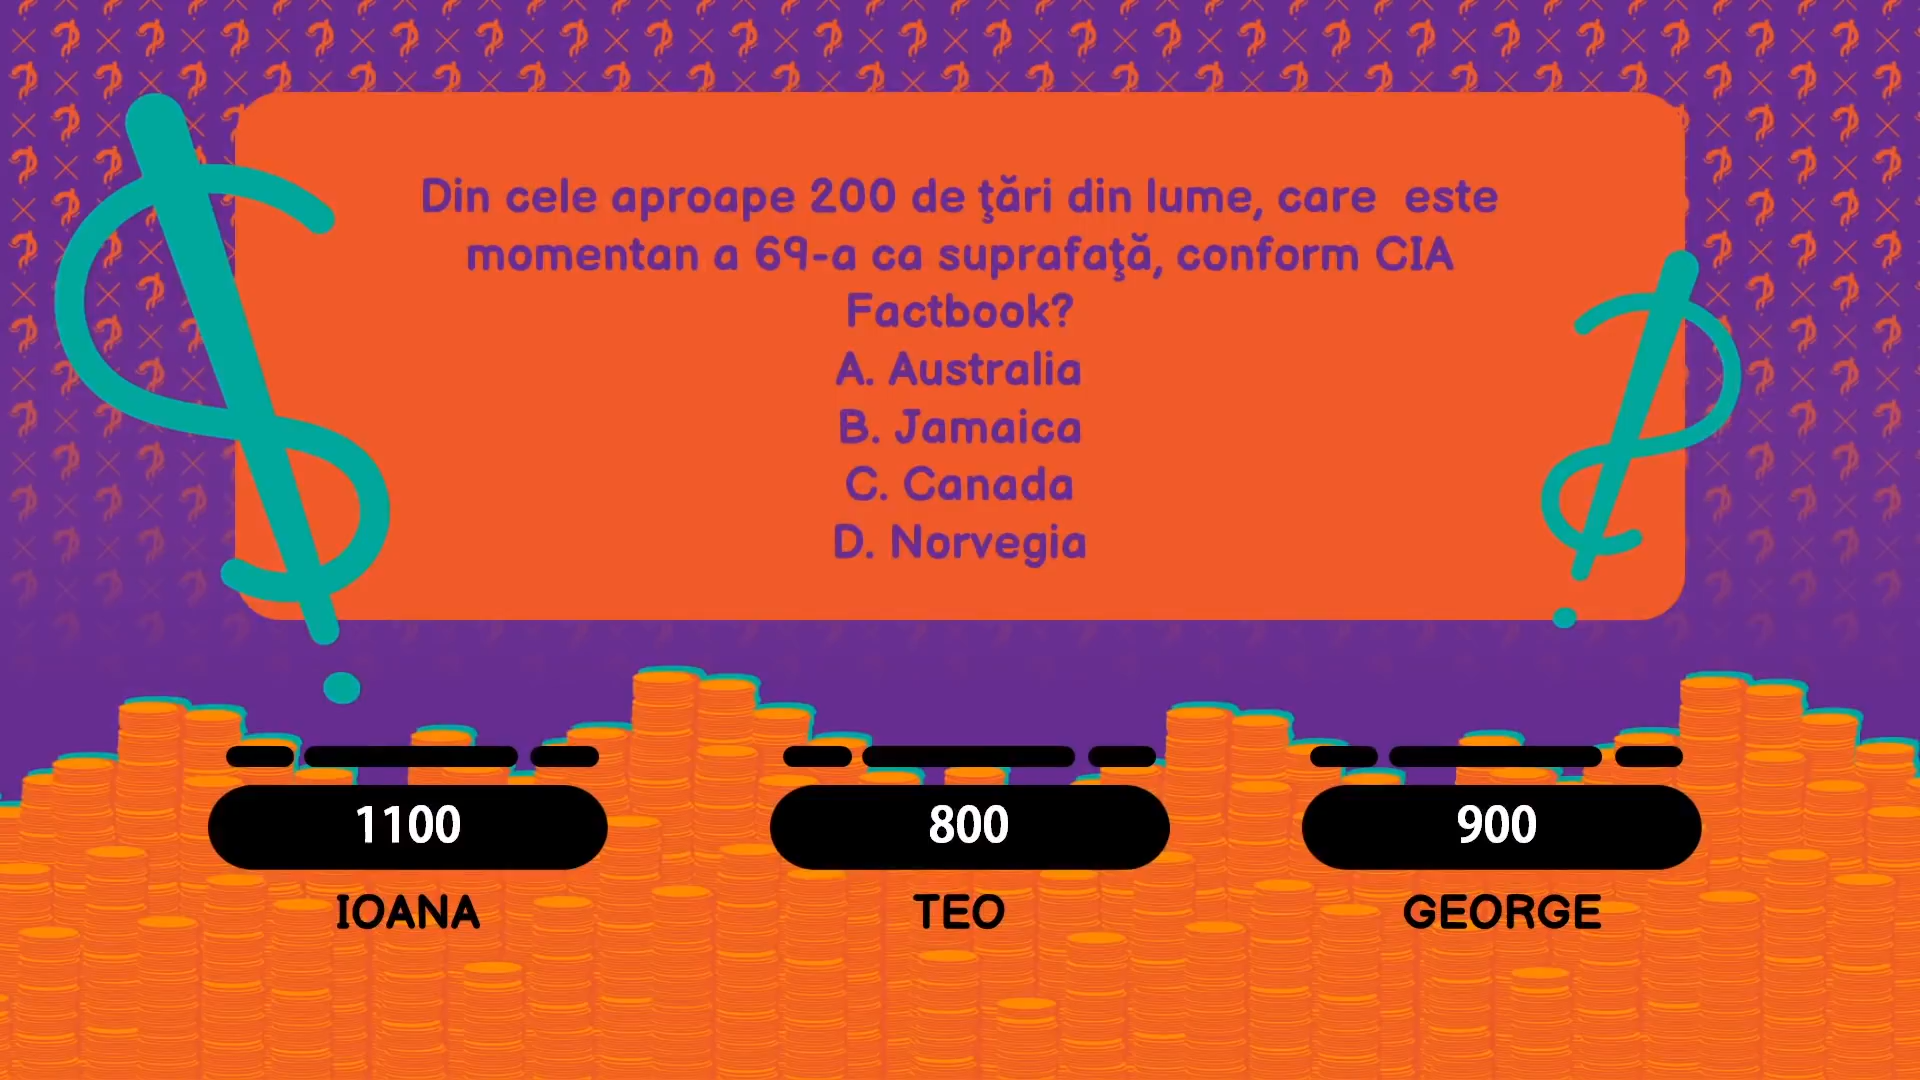 Din cele aproape 200 de ţări din lume, care  este
momentan a 69-a ca suprafaţă, conform CIA
Factbook?
A. Australia
B. Jamaica
C. Canada
D. Norvegia
1100
800
900
IOANA
TEO
GEORGE